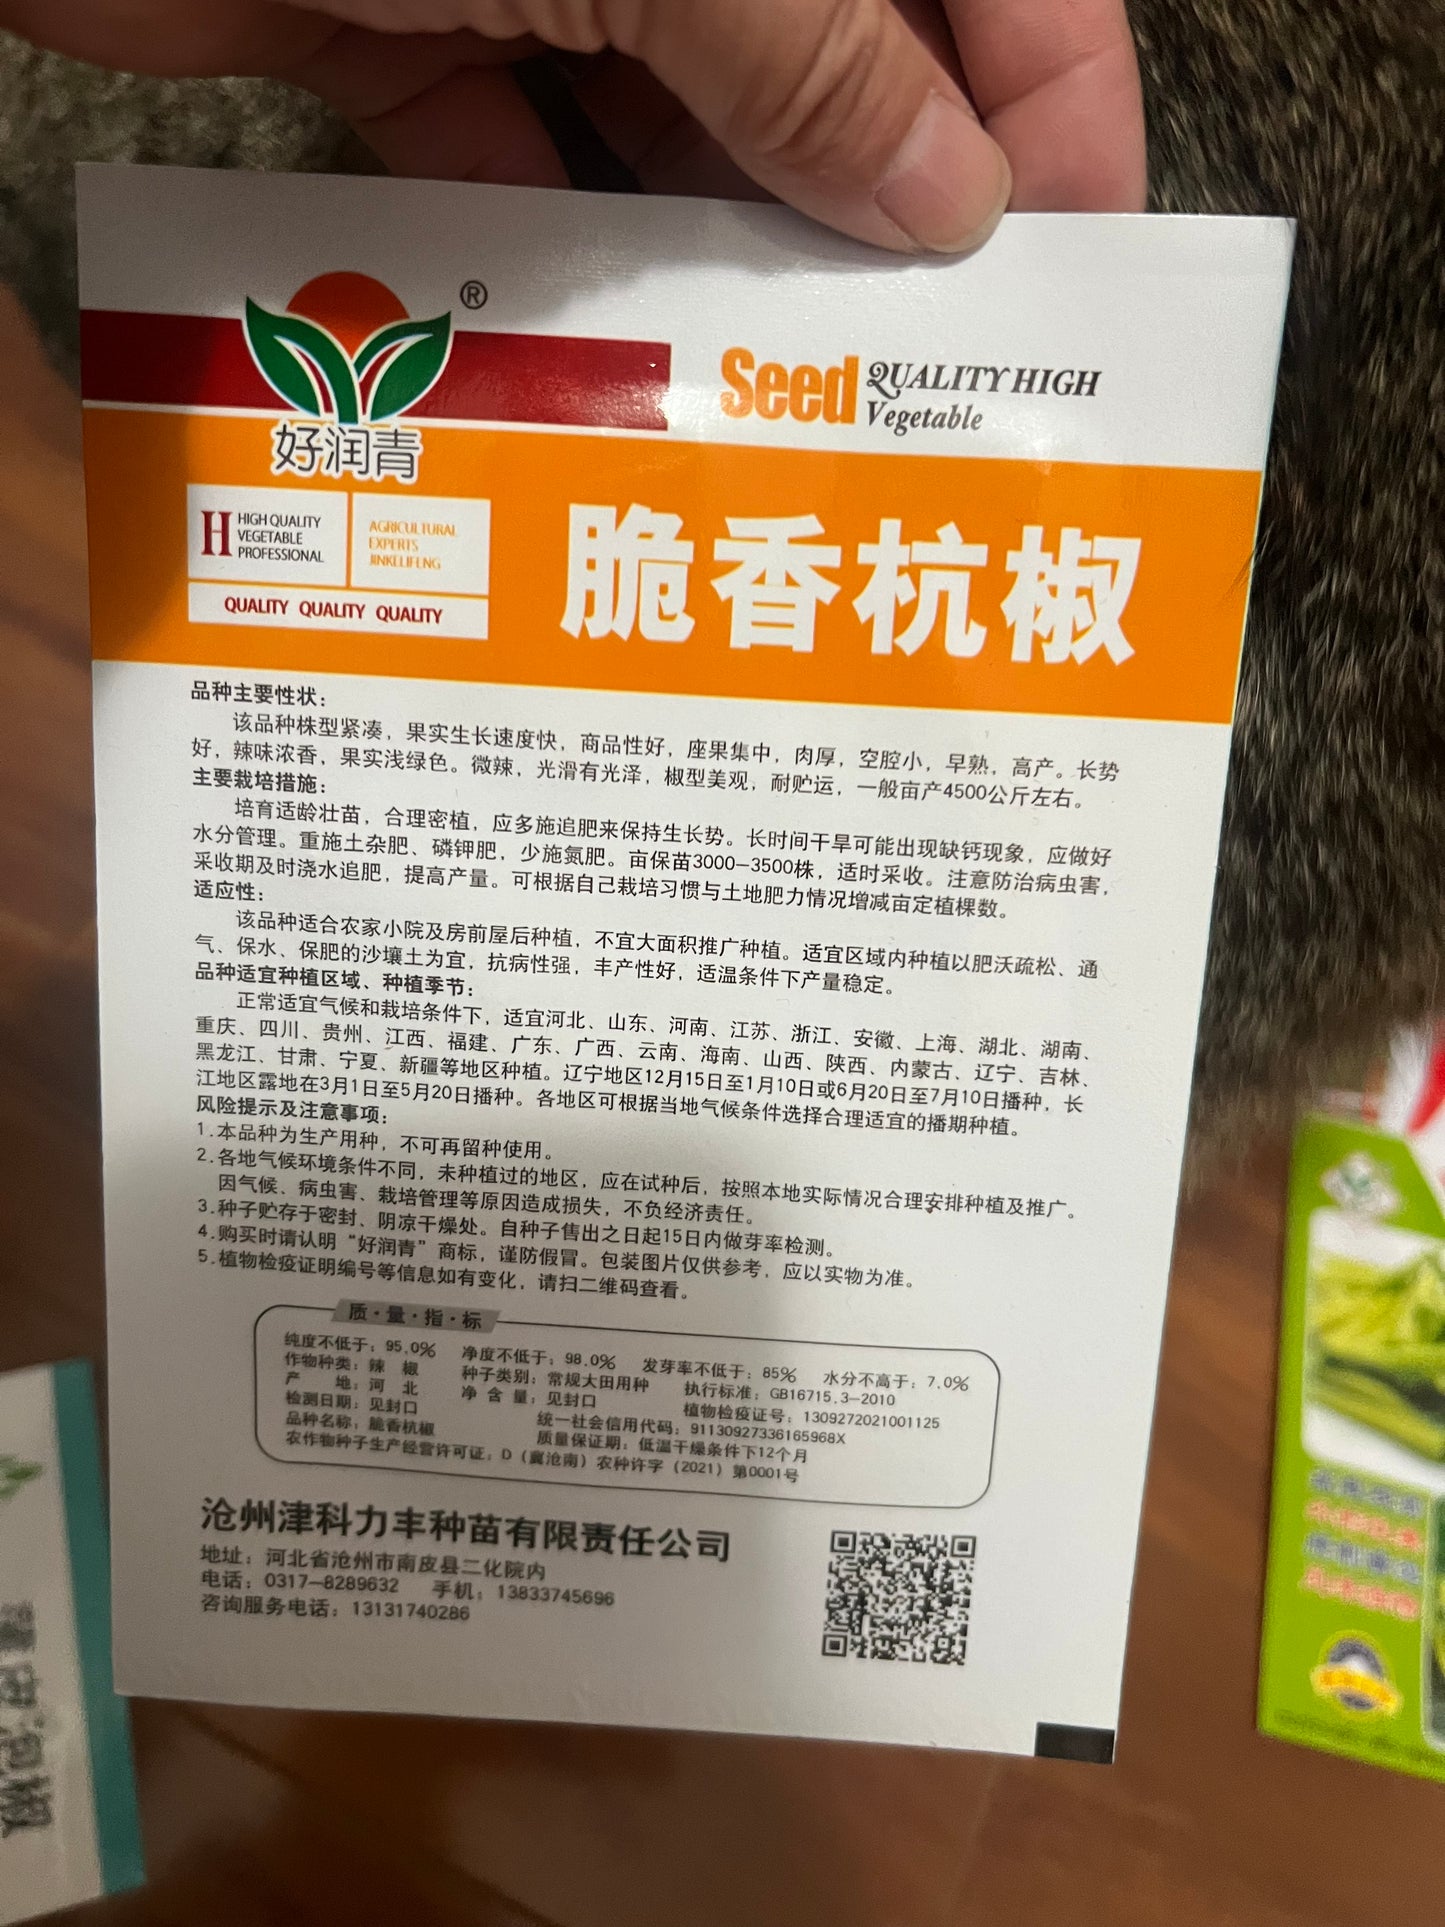 ®
好润青
Seed QUALITY HIGH
Vegetable
H HIGH QUALITY
VEGETABLE
PROFESSIONAL
AGRICULTURAL
EXPERTS
JINKELIFENG
QUALITY QUALITY QUALITY
脆香杭椒
品种主要性状：
该品种株型紧凑，果实生长速度快，商品性好，座果集中，肉厚，空腔小，早熟，高产。长势
好，辣味浓香，果实浅绿色。微辣，光滑有光泽，椒型美观，耐贮运，一般亩产4500公斤左右。
主要栽培措施：
培育适龄壮苗，合理密植，应多施追肥来保持生长势。长时间干旱可能出现缺钙现象，应做好
水分管理。重施土杂肥、磷钾肥，少施氮肥。亩保苗3000—3500株，适时采收。注意防治病虫害，
采收期及时浇水追肥，提高产量。可根据自己栽培习惯与土地肥力情况增减亩定植棵数。
适应性：
该品种适合农家小院及房前屋后种植，不宜大面积推广种植。适宜区域内种植以肥沃疏松、通
气、保水、保肥的沙壤土为宜，抗病性强，丰产性好，适温条件下产量稳定。
品种适宜种植区域、种植季节：
正常适宜气候和栽培条件下，适宜河北、山东、河南、江苏、浙江、安徽、上海、湖北、湖南、
重庆、四川、贵州、江西、福建、广东、广西、云南、海南、山西、陕西、内蒙古、辽宁、吉林、
黑龙江、甘肃、宁夏、新疆等地区种植。辽宁地区12月15日至1月10日或6月20日至7月10日播种，长
江地区露地在3月1日至5月20日播种。各地区可根据当地气候条件选择合理适宜的播期种植。
风险提示及注意事项：
1.本品种为生产用种，不可再留种使用。
2.各地气候环境条件不同，未种植过的地区，应在试种后，按照本地实际情况合理安排种植及推广。
因气候、病虫害、栽培管理等原因造成损失，不负经济责任。
3.种子贮存于密封、阴凉干燥处。自种子售出之日起15日内做芽率检测。
4.购买时请认明“好润青”商标，谨防假冒。包装图片仅供参考，应以实物为准。
5.植物检疫证明编号等信息如有变化，请扫二维码查看。
质·量·指·标
纯度不低于：95.0% 净度不低于：98.0% 发芽率不低于：85% 水分不高于：7.0%
作物种类：辣 椒 种子类别：常规大田用种 执行标准：GB16715.3—2010
产 地：河 北 净 含 量：见封口 植物检疫证号：1309272021001125
检测日期：见封口 统一社会信用代码：91130927336165968X
品种名称：脆香杭椒 质量保证期：低温干燥条件下12个月
农作物种子生产经营许可证：D（冀沧南）农种许字（2021）第0001号
沧州津科力丰种苗有限责任公司
地址：河北省沧州市南皮县二化院内
电话：0317—8289632 手机：13833745696
咨询服务电话：13131740286